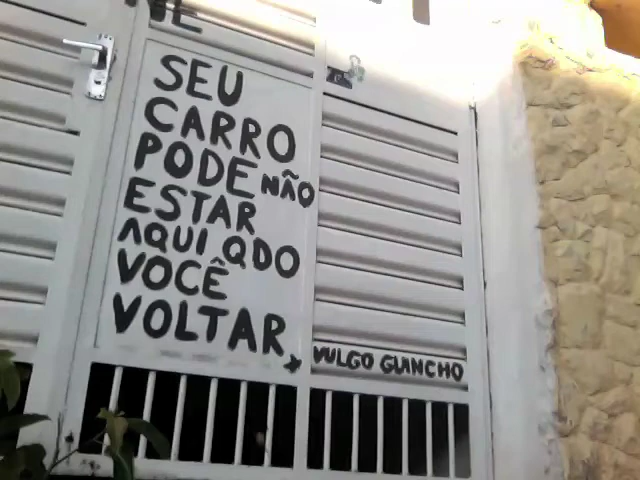 SEU
CARRO
PODE NÃO
ESTAR
AQUI QDO
VOCÊ
VOLTAR,
VULGO GUINCHO